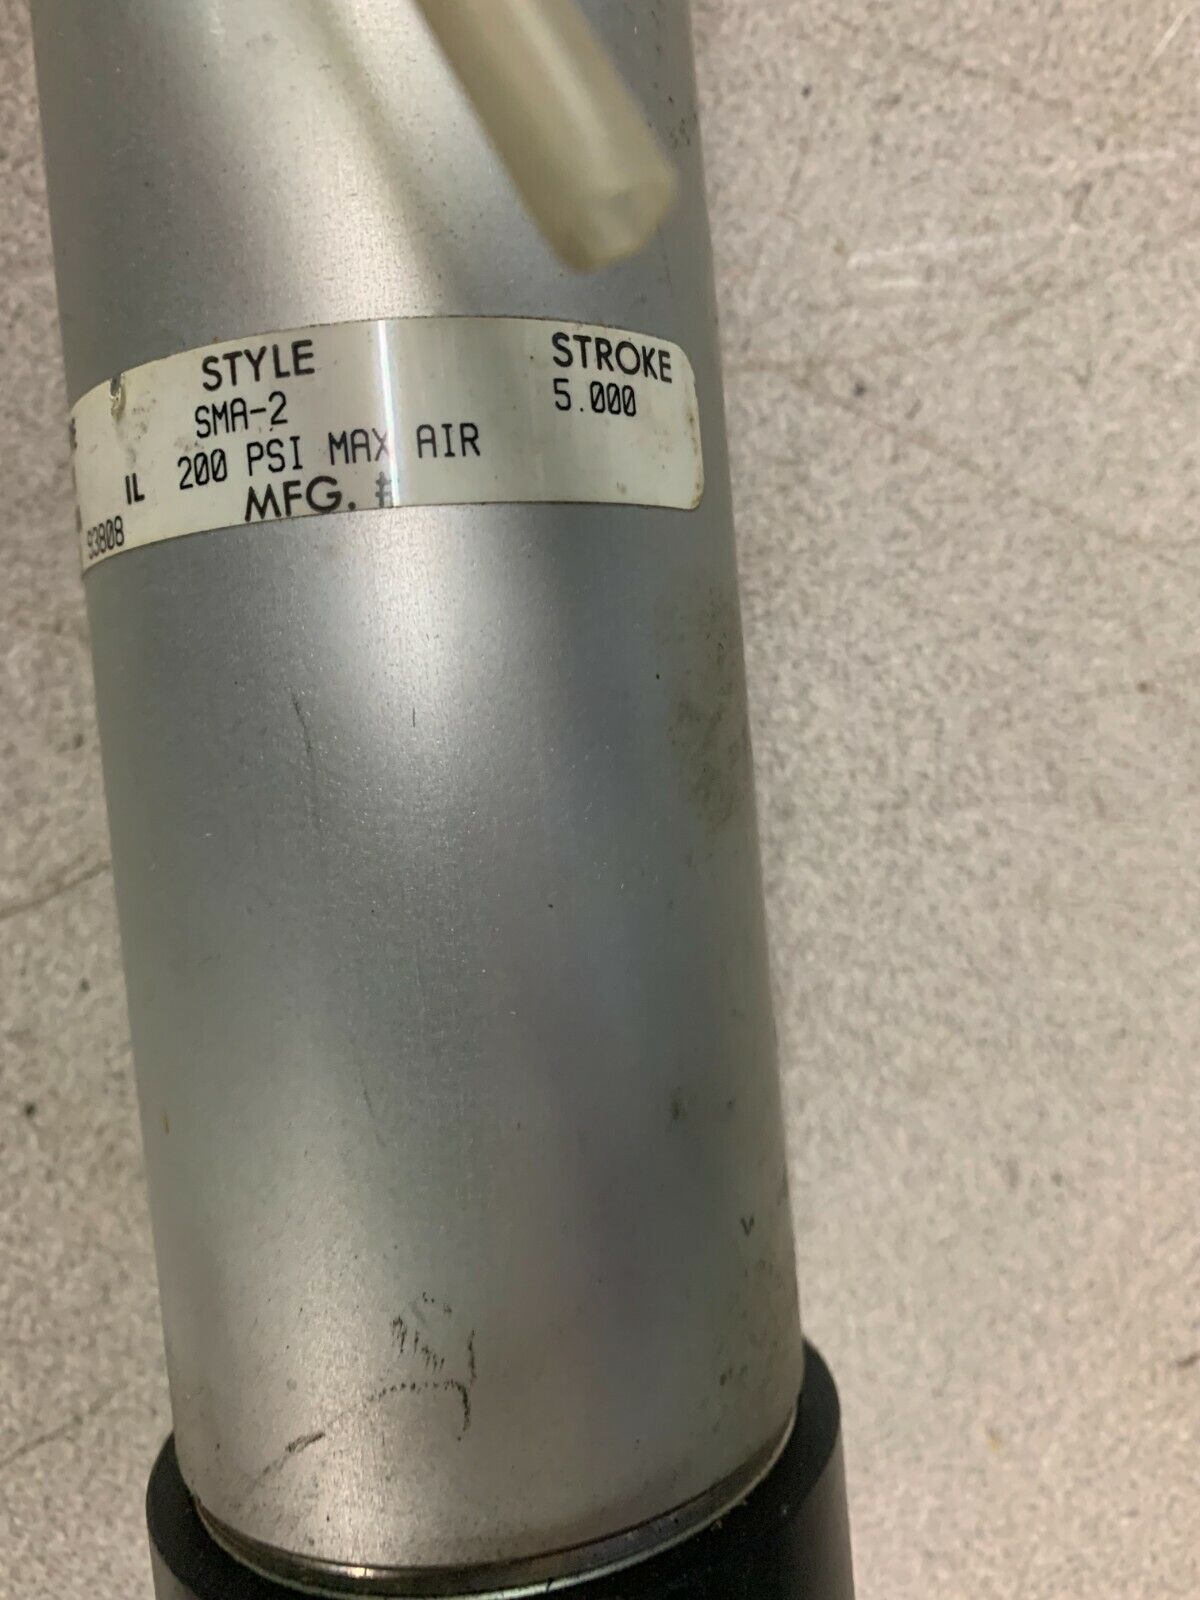 STYLE STROKE
SMA-2 5.000
IL 200 PSI MAX AIR
MFG. #
93808